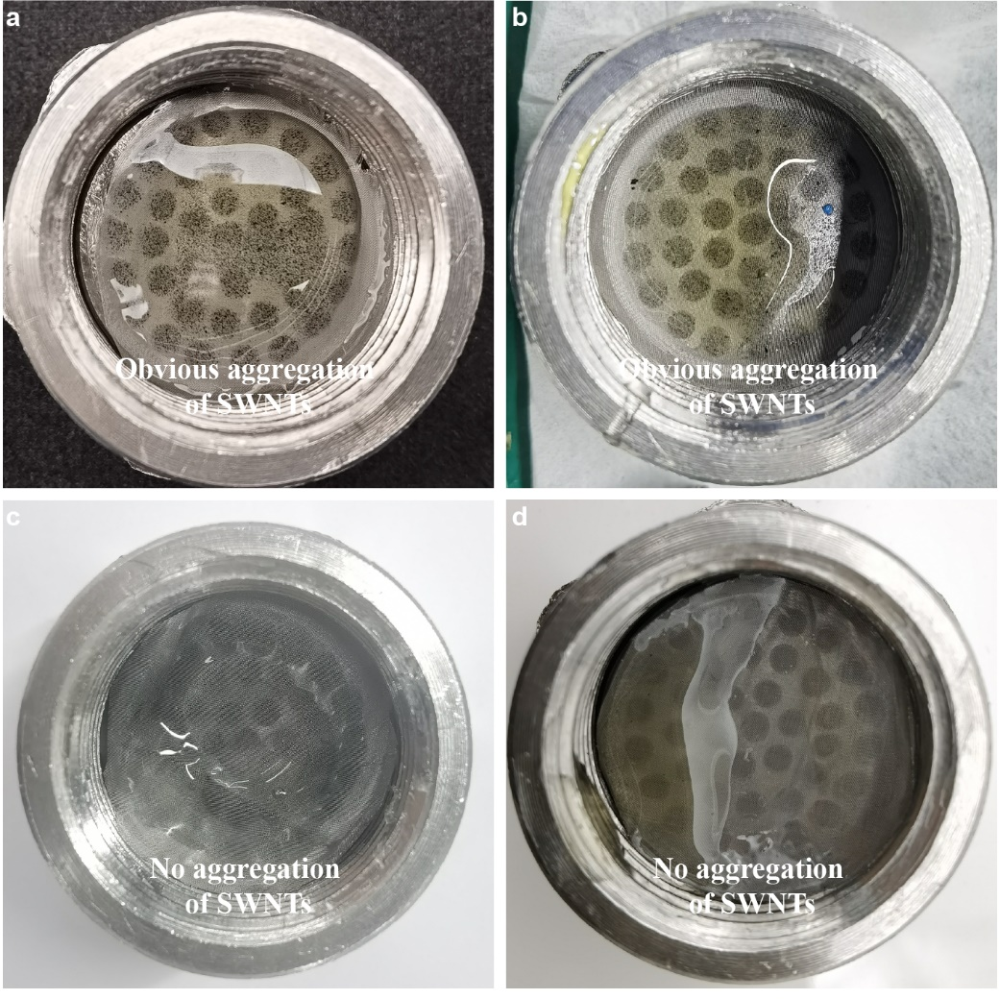 a
b
Obvious aggregation
of SWNTs
Obvious aggregation
of SWNTs
c
d
No aggregation
of SWNTs
No aggregation
of SWNTs